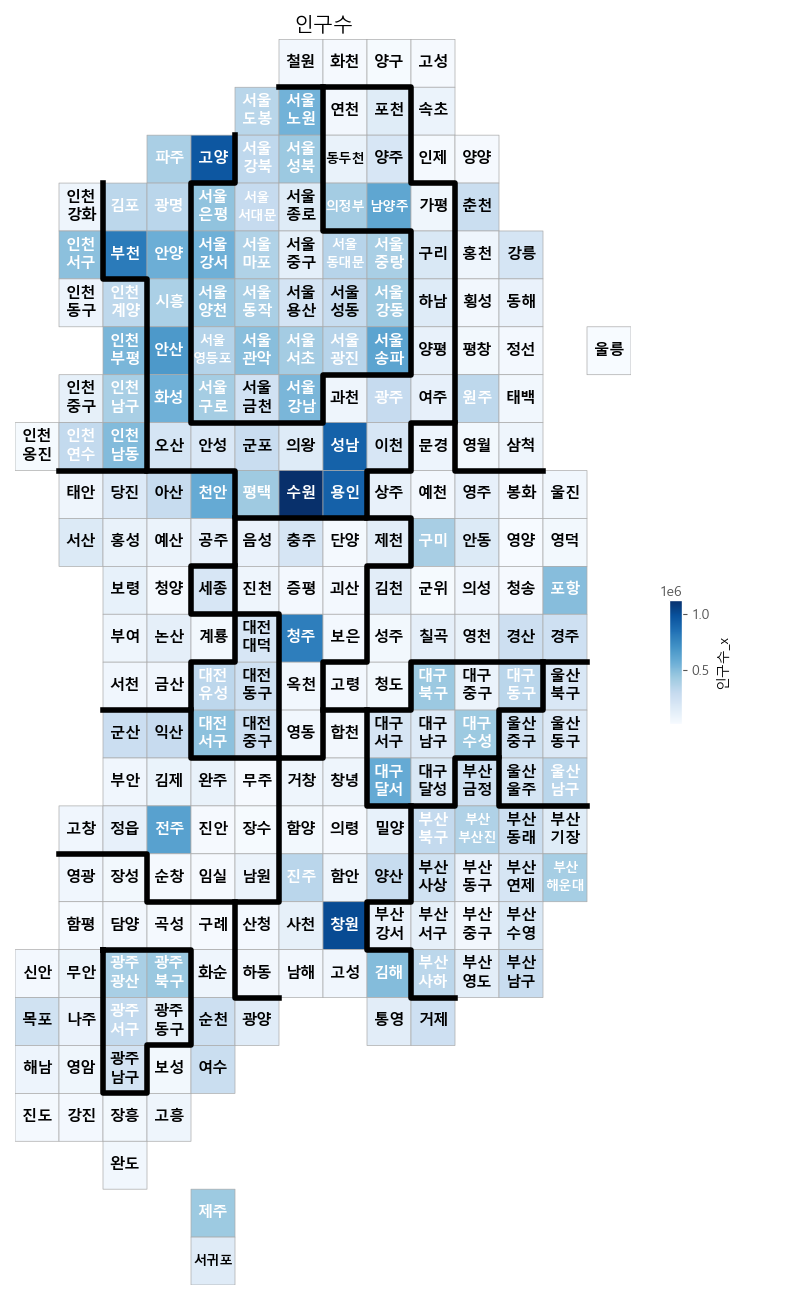 인구수
철원 화천 양구 고성
서울 도봉 서울 노원 연천 포천 속초
파주 고양 서울 강북 서울 성북 동두천 양주 인제 양양
인천 강화 김포 광명 서울 은평 서울 서대문 서울 종로 의정부 남양주 가평 춘천
인천 서구 부천 안양 서울 강서 서울 마포 서울 중구 서울 동대문 서울 중랑 구리 홍천 강릉
인천 동구 인천 계양 시흥 서울 양천 서울 동작 서울 용산 서울 성동 서울 강동 하남 횡성 동해
인천 부평 안산 서울 영등포 서울 관악 서울 서초 서울 광진 서울 송파 양평 평창 정선 울릉
인천 중구 인천 남구 화성 서울 구로 서울 금천 서울 강남 과천 광주 여주 원주 태백
인천 옹진 인천 연수 인천 남동 오산 안성 군포 의왕 성남 이천 문경 영월 삼척
태안 당진 아산 천안 평택 수원 용인 상주 예천 영주 봉화 울진
서산 홍성 예산 공주 음성 충주 단양 제천 구미 안동 영양 영덕
보령 청양 세종 진천 증평 괴산 김천 군위 의성 청송 포항
1e6
1.0
0.5
인구수_x
부여 논산 계룡 대전 대덕 청주 보은 성주 칠곡 영천 경산 경주
서천 금산 대전 유성 대전 동구 옥천 고령 청도 대구 북구 대구 중구 대구 동구 울산 북구
군산 익산 대전 서구 대전 중구 영동 합천 대구 서구 대구 남구 대구 수성 울산 중구 울산 동구
부안 김제 완주 무주 거창 창녕 대구 달서 대구 달성 부산 금정 울산 울주 울산 남구
고창 정읍 전주 진안 장수 함양 의령 밀양 부산 북구 부산 부산진 부산 동래 부산 기장
영광 장성 순창 임실 남원 진주 함안 양산 부산 사상 부산 동구 부산 연제 부산 해운대
함평 담양 곡성 구례 산청 사천 창원 부산 강서 부산 서구 부산 중구 부산 수영
신안 무안 광주 광산 광주 북구 화순 하동 남해 고성 김해 부산 사하 부산 영도 부산 남구
목포 나주 광주 서구 광주 동구 순천 광양 통영 거제
해남 영암 광주 남구 보성 여수
진도 강진 장흥 고흥
완도
제주
서귀포